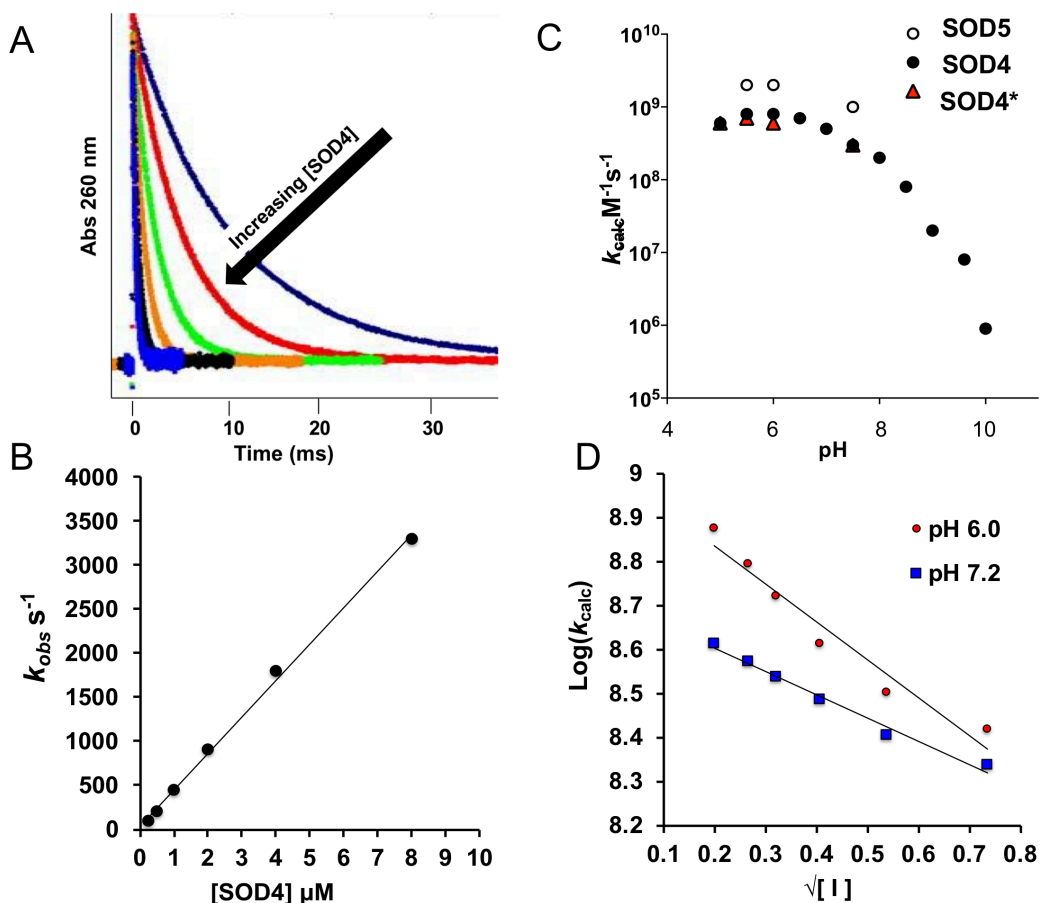 A
Abs 260 nm
Increasing [SOD4]
0 10 20 30
Time (ms)
B
4000
3500
3000
2500
2000
1500
1000
500
0
k_obs s⁻¹
0 1 2 3 4 5 6 7 8 9 10
[SOD4] µM
C
SOD5
SOD4
SOD4*
10¹⁰
10⁹
10⁸
10⁷
10⁶
10⁵
k_calc M⁻¹s⁻¹
4 6 8 10
pH
D
9
8.9
8.8
8.7
8.6
8.5
8.4
8.3
8.2
Log(k_calc)
pH 6.0
pH 7.2
0.1 0.2 0.3 0.4 0.5 0.6 0.7 0.8
√[ I ]